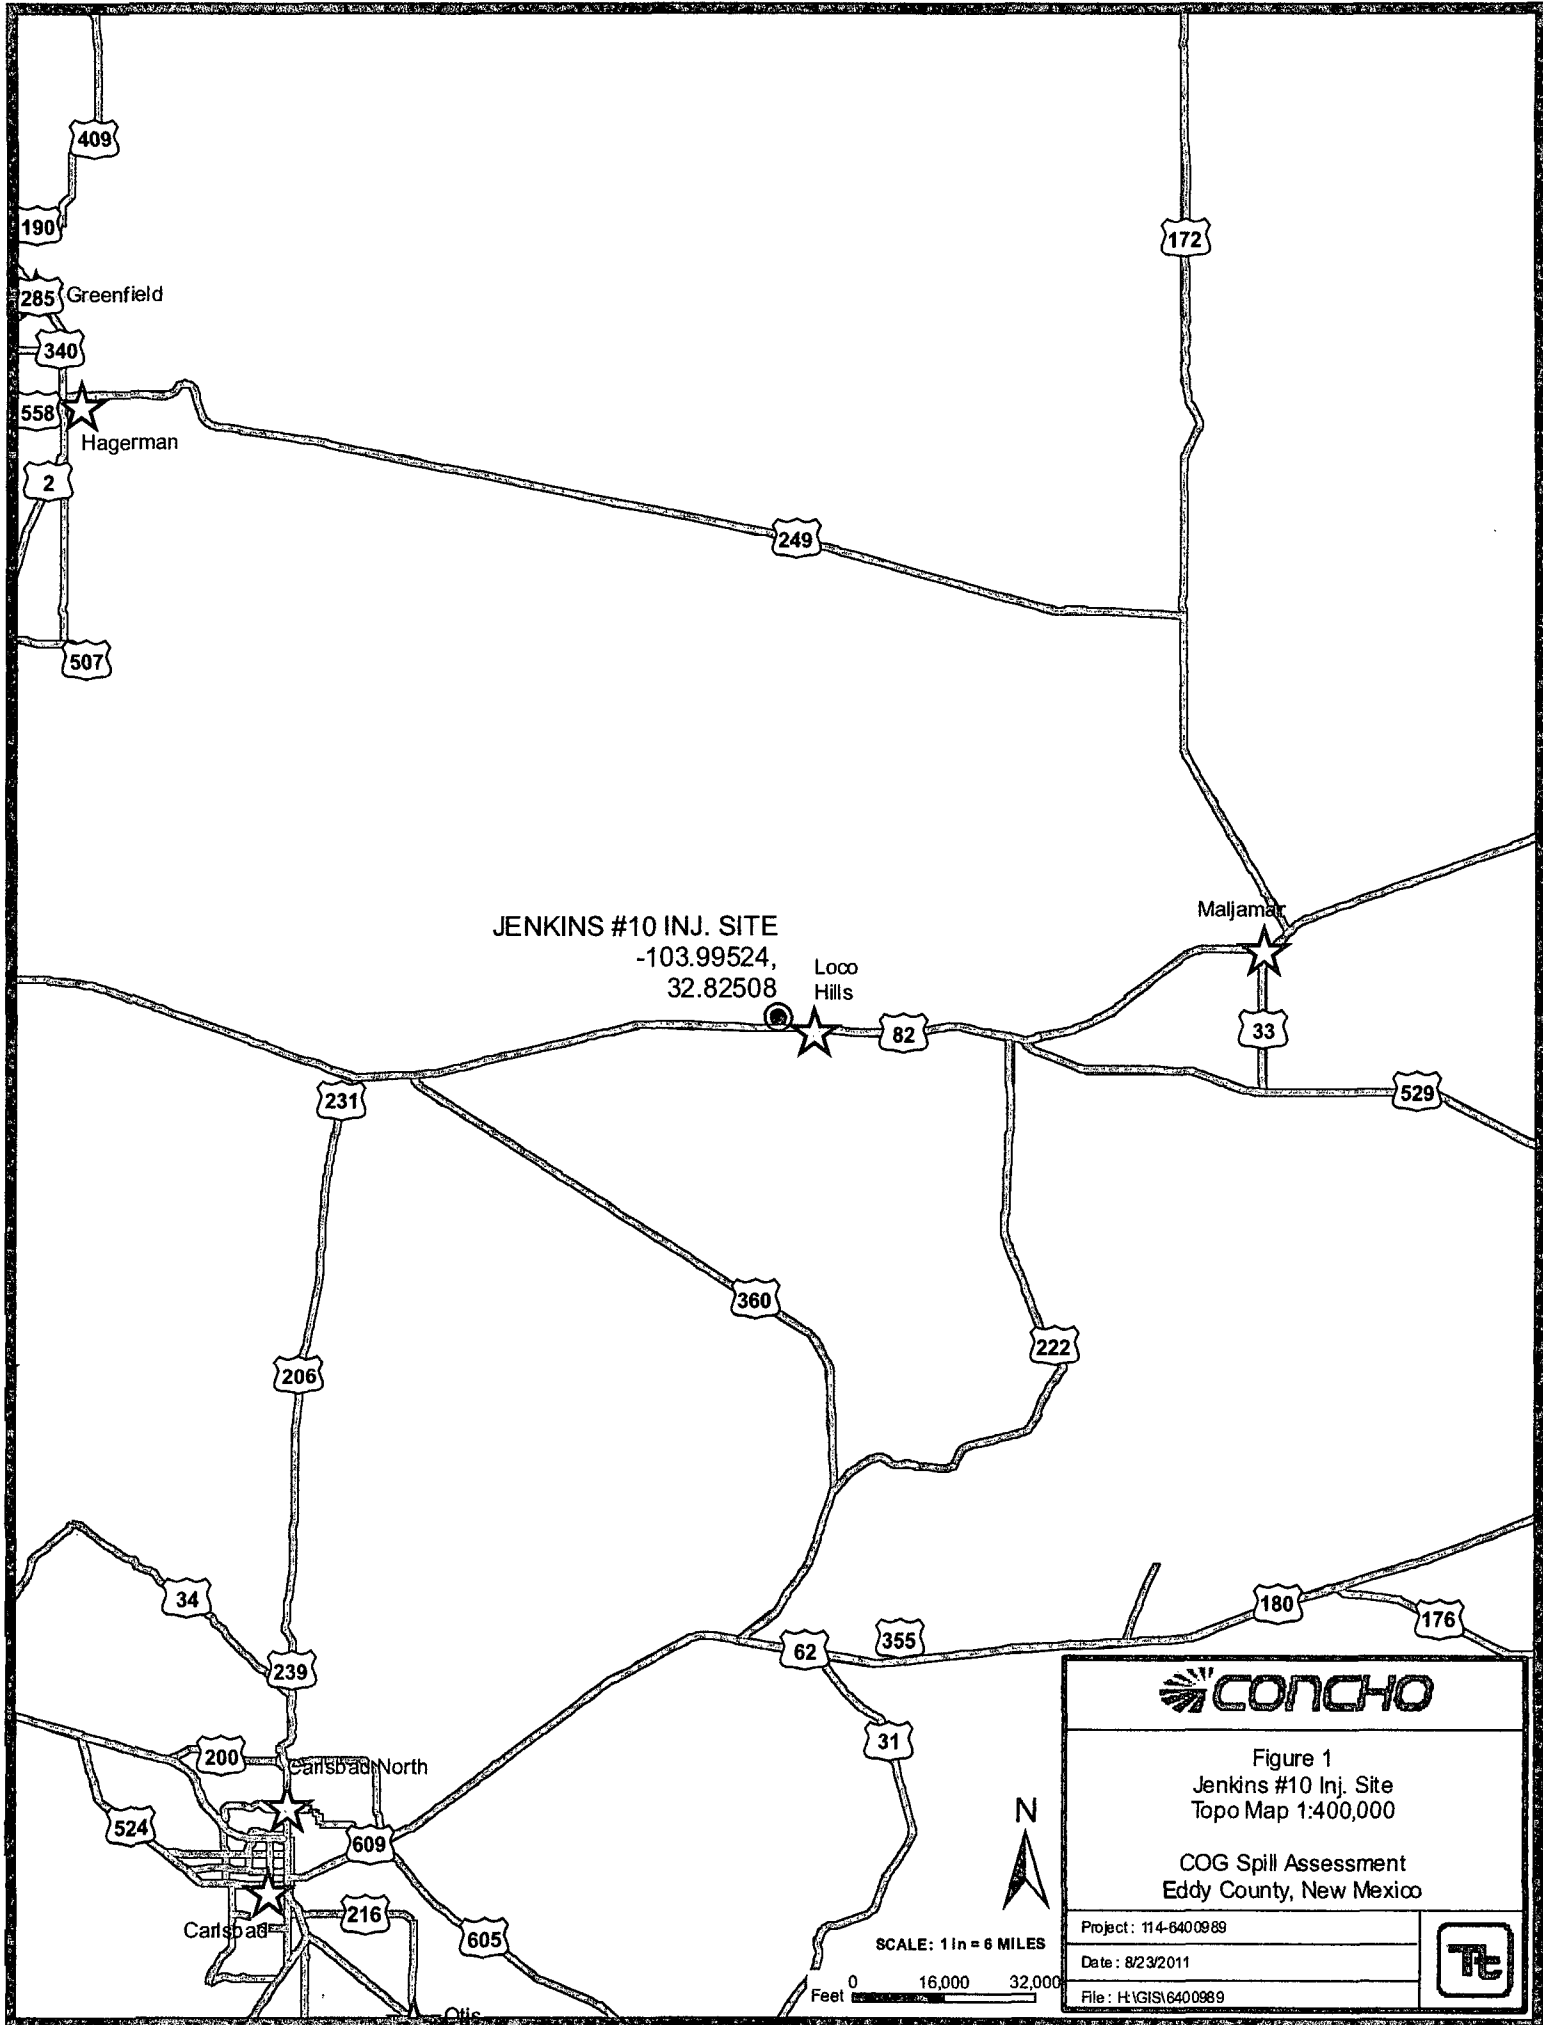 409
190
172
285 Greenfield
340
558
Hagerman
2
249
507
Maljamar
JENKINS #10 INJ. SITE
-103.99524,
32.82508
Loco
Hills
82
33
231
529
360
222
206
34
180
176
355
62
239
31
200
Carlsbad North
524
609
216
Carlsbad
605
Otis
N
SCALE: 1 in = 6 MILES
0 16,000 32,000
Feet
CONCHO
Figure 1
Jenkins #10 Inj. Site
Topo Map 1:400,000
COG Spill Assessment
Eddy County, New Mexico
Project: 114-6400989
Date: 8/23/2011
File: H:\GIS\6400989
Tt